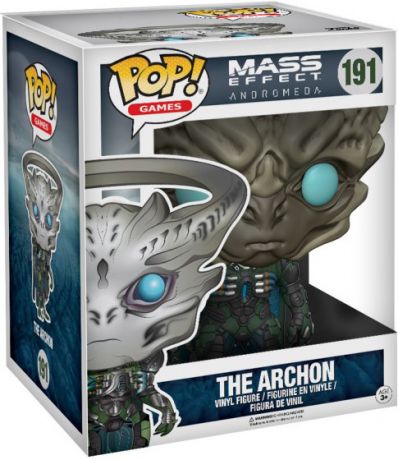 POP!
GAMES
THE ARCHON
191
POP!
GAMES
MASS
EFFECT
ANDROMEDA
191
THE ARCHON
VINYL FIGURE / FIGURINE EN VINYLE /
FIGURA DE VINIL
AGE
3+